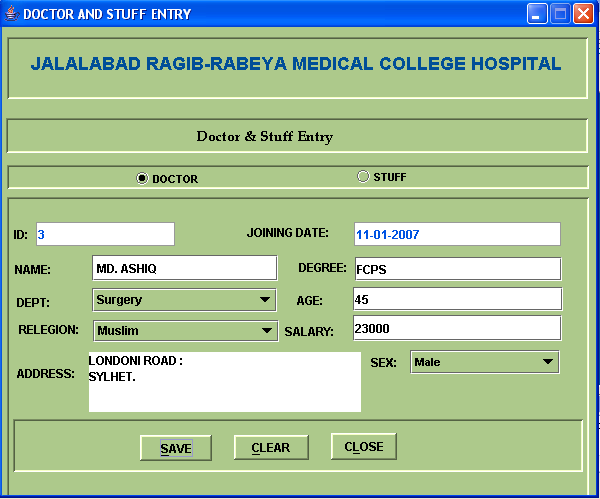 DOCTOR AND STUFF ENTRY
JALALABAD RAGIB-RABEYA MEDICAL COLLEGE HOSPITAL
Doctor & Stuff Entry
DOCTOR STUFF
ID: 3 JOINING DATE: 11-01-2007
NAME: MD. ASHIQ DEGREE: FCPS
DEPT: Surgery AGE: 45
RELEGION: Muslim SALARY: 23000
ADDRESS: LONDONI ROAD :
SYLHET.
SEX: Male
SAVE CLEAR CLOSE